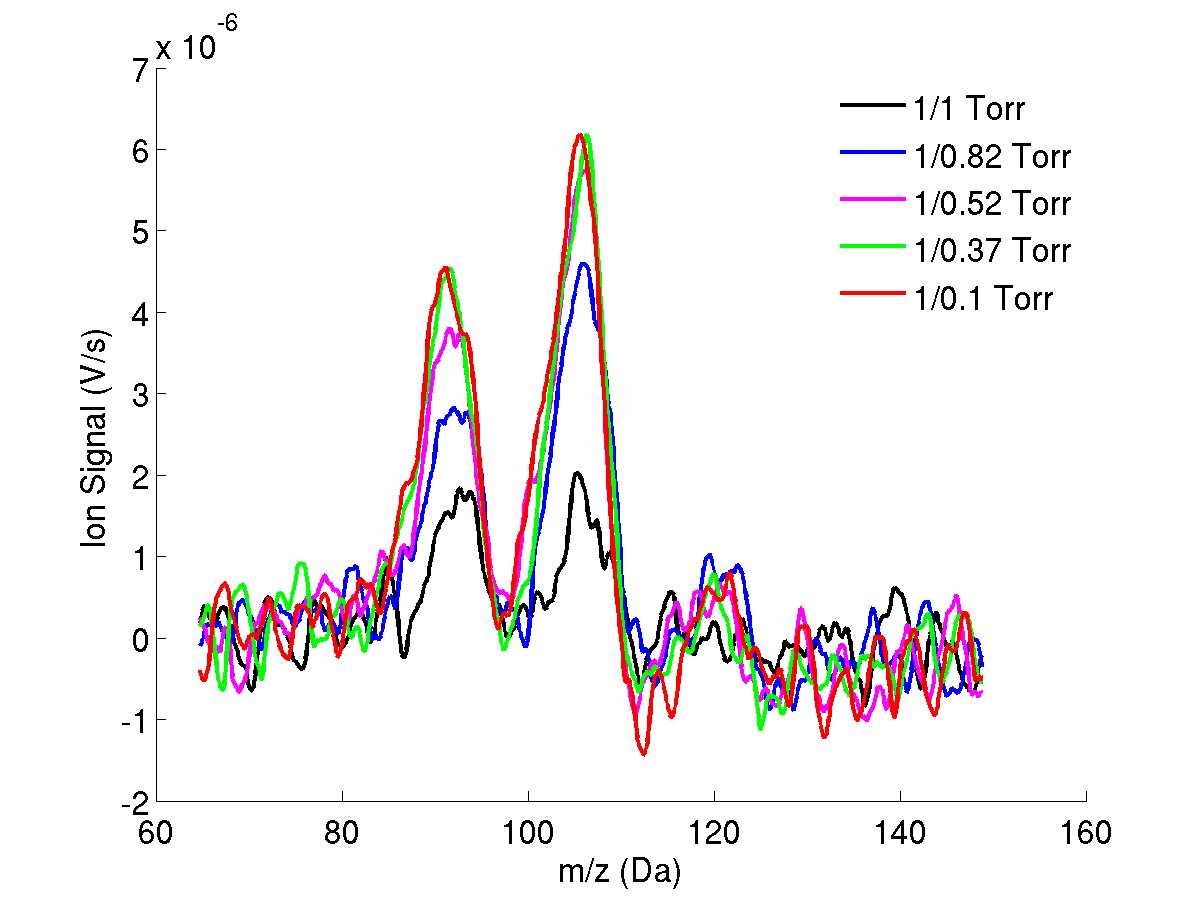 x 10^-6
7
6
5
4
3
2
1
0
-1
-2
60 80 100 120 140 160
m/z (Da)
Ion Signal (V/s)
1/1 Torr
1/0.82 Torr
1/0.52 Torr
1/0.37 Torr
1/0.1 Torr